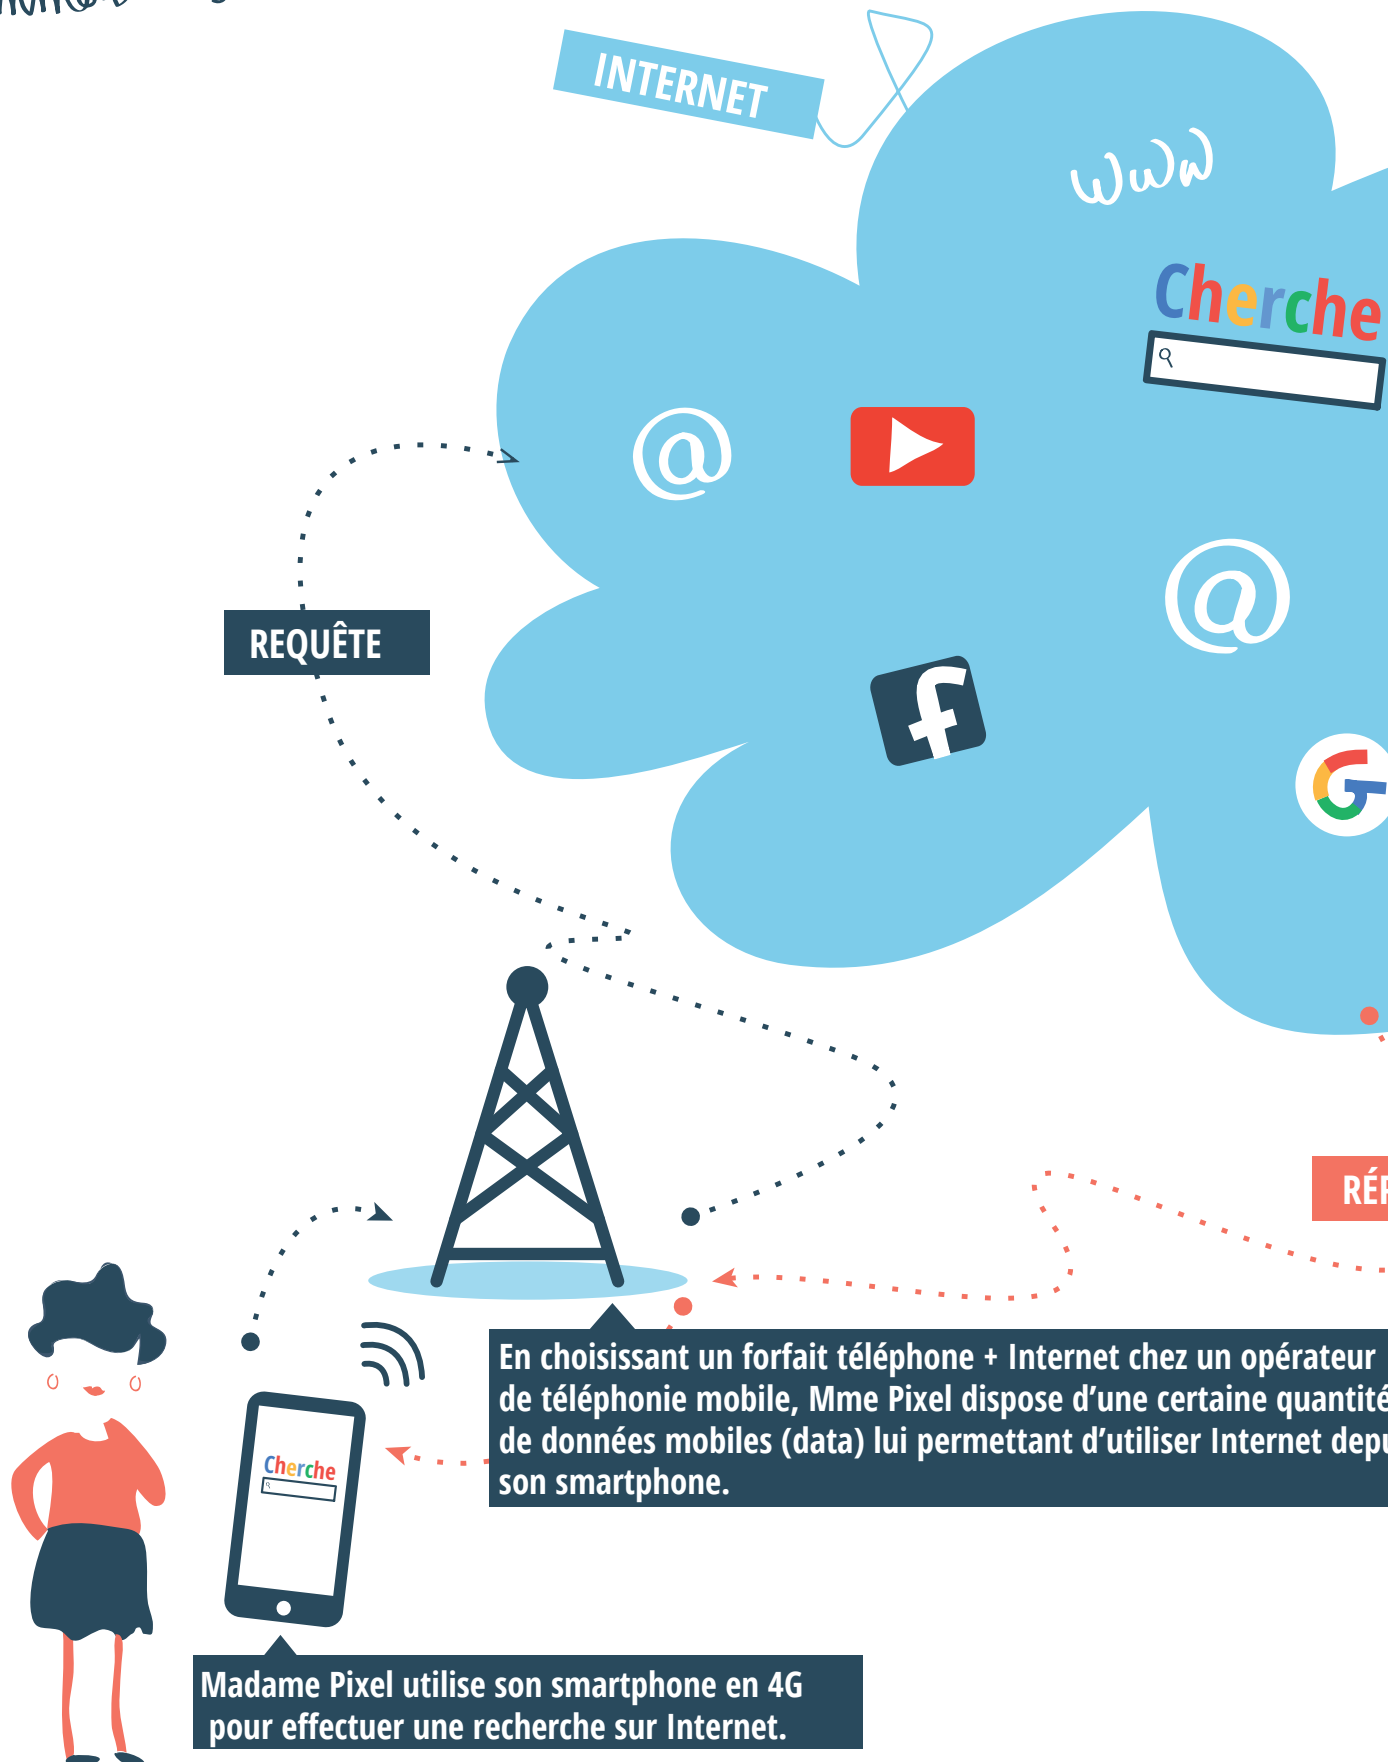 INTERNET
www
Cherche
@
@
f
G
REQUÊTE
En choisissant un forfait téléphone + Internet chez un opérateur
de téléphonie mobile, Mme Pixel dispose d’une certaine quantité
de données mobiles (data) lui permettant d’utiliser Internet
son smartphone.
Cherche
Madame Pixel utilise son smartphone en 4G
pour effectuer une recherche sur Internet.